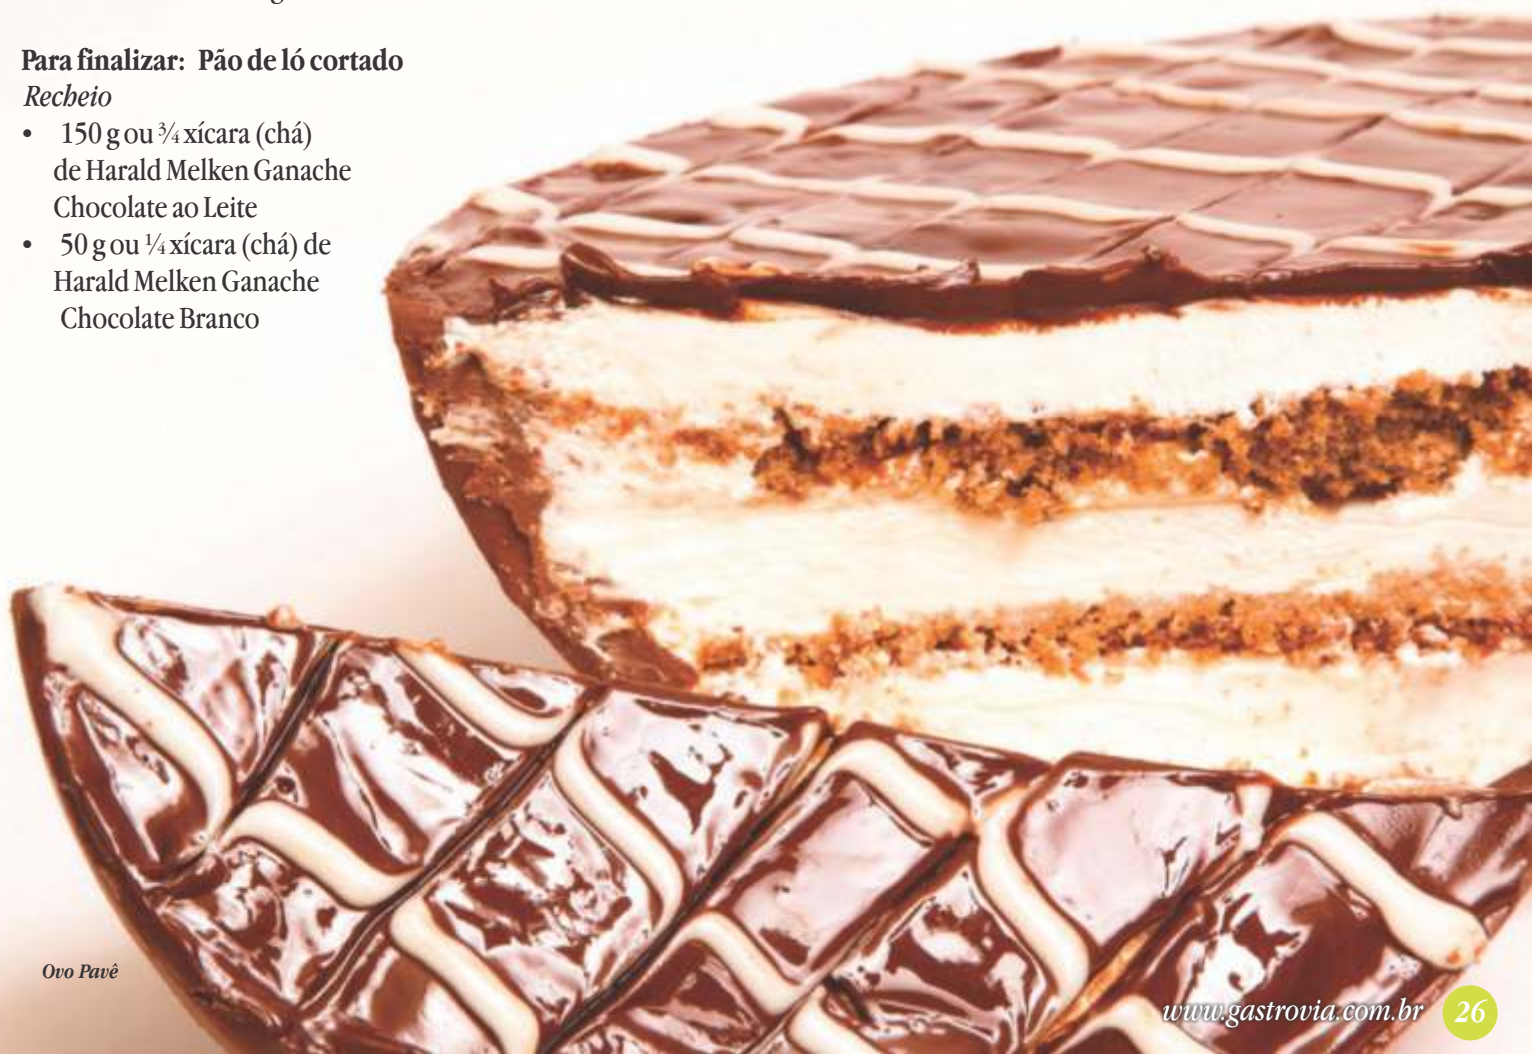 Para finalizar: Pão de ló cortado
Recheio
• 150 g ou ¾ xícara (chá)
de Harald Melken Ganache
Chocolate ao Leite
• 50 g ou ¼ xícara (chá) de
Harald Melken Ganache
Chocolate Branco
Ovo Pavê
www.gastrovia.com.br 26